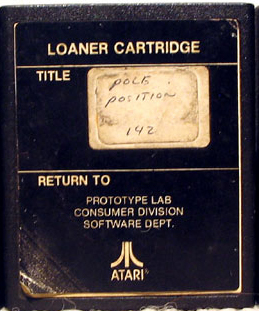 LOANER CARTRIDGE
TITLE
POLE
POSITION
142
RETURN TO
PROTOTYPE LAB
CONSUMER DIVISION
SOFTWARE DEPT.
ATARI®